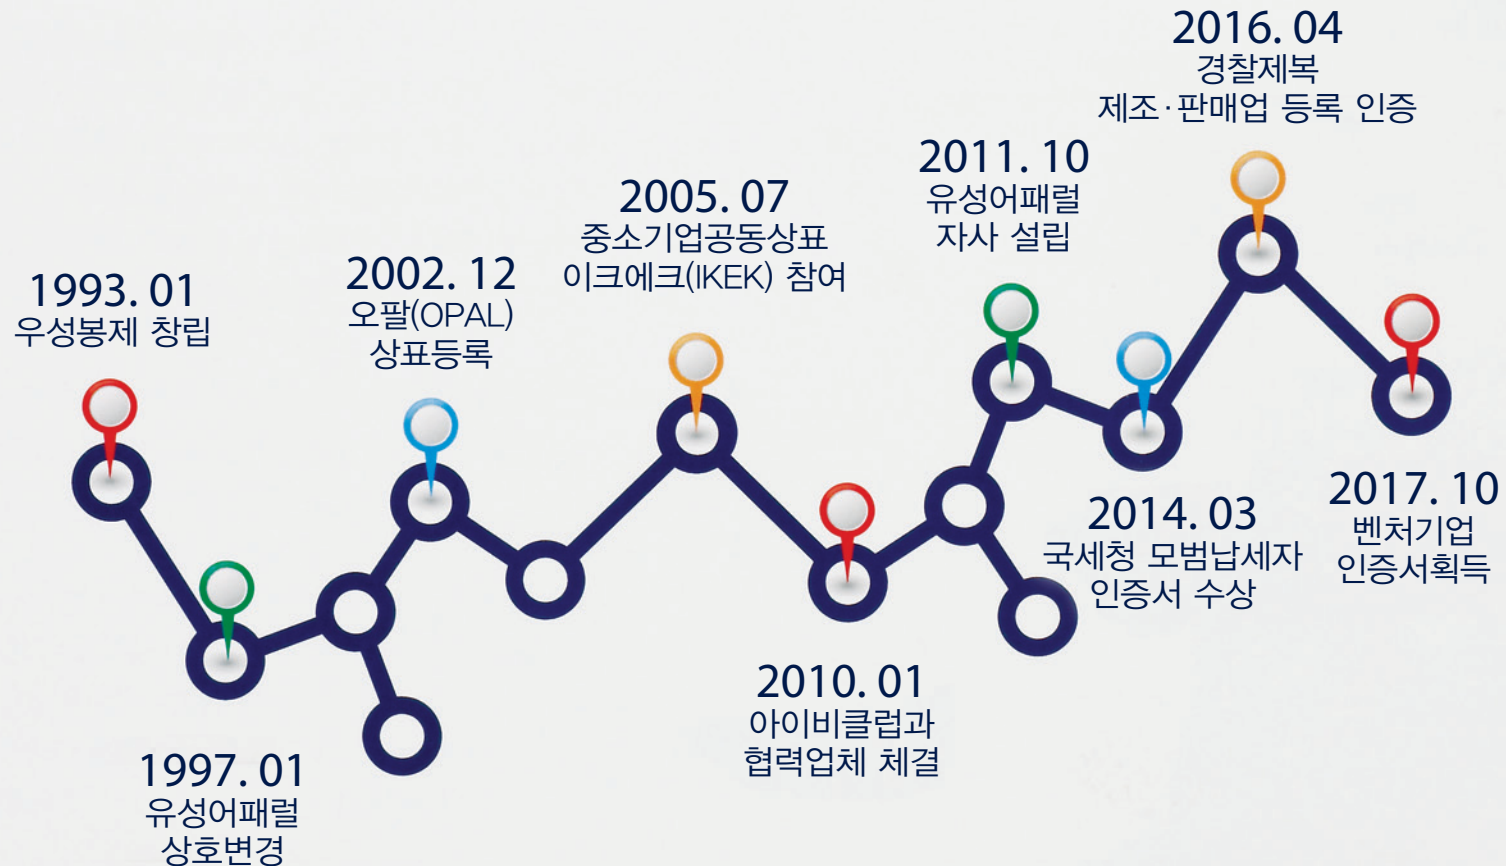 1993. 01
우성봉제 창립
1997. 01
유성어패럴
상호변경
2002. 12
오팔(OPAL)
상표등록
2005. 07
중소기업공동상표
이크에크(IKEK) 참여
2010. 01
아이비클럽과
협력업체 체결
2011. 10
유성어패럴
자사 설립
2014. 03
국세청 모범납세자
인증서 수상
2016. 04
경찰제복
제조·판매업 등록 인증
2017. 10
벤처기업
인증서획득